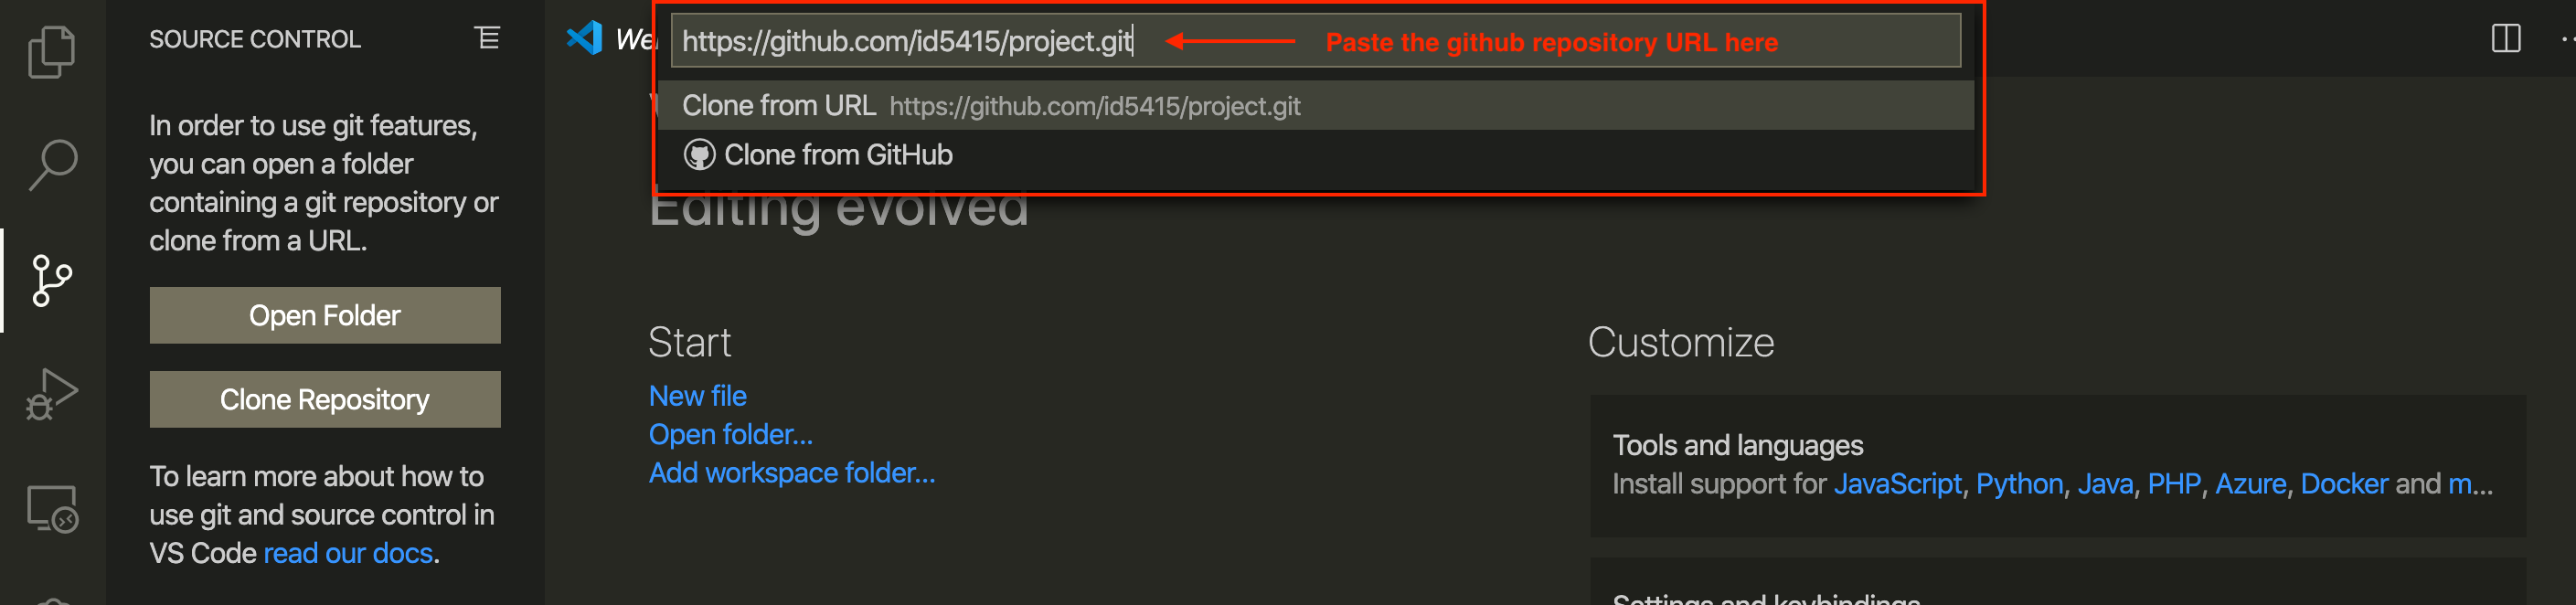 SOURCE CONTROL
In order to use git features,
you can open a folder
containing a git repository or
clone from a URL.
Open Folder
Clone Repository
To learn more about how to
use git and source control in
VS Code read our docs.
https://github.com/id5415/project.git
Paste the github repository URL here
Clone from URL https://github.com/id5415/project.git
Clone from GitHub
Editing evolved
Start
New file
Open folder...
Add workspace folder...
Customize
Tools and languages
Install support for JavaScript, Python, Java, PHP, Azure, Docker and m...
Settings and keybindings